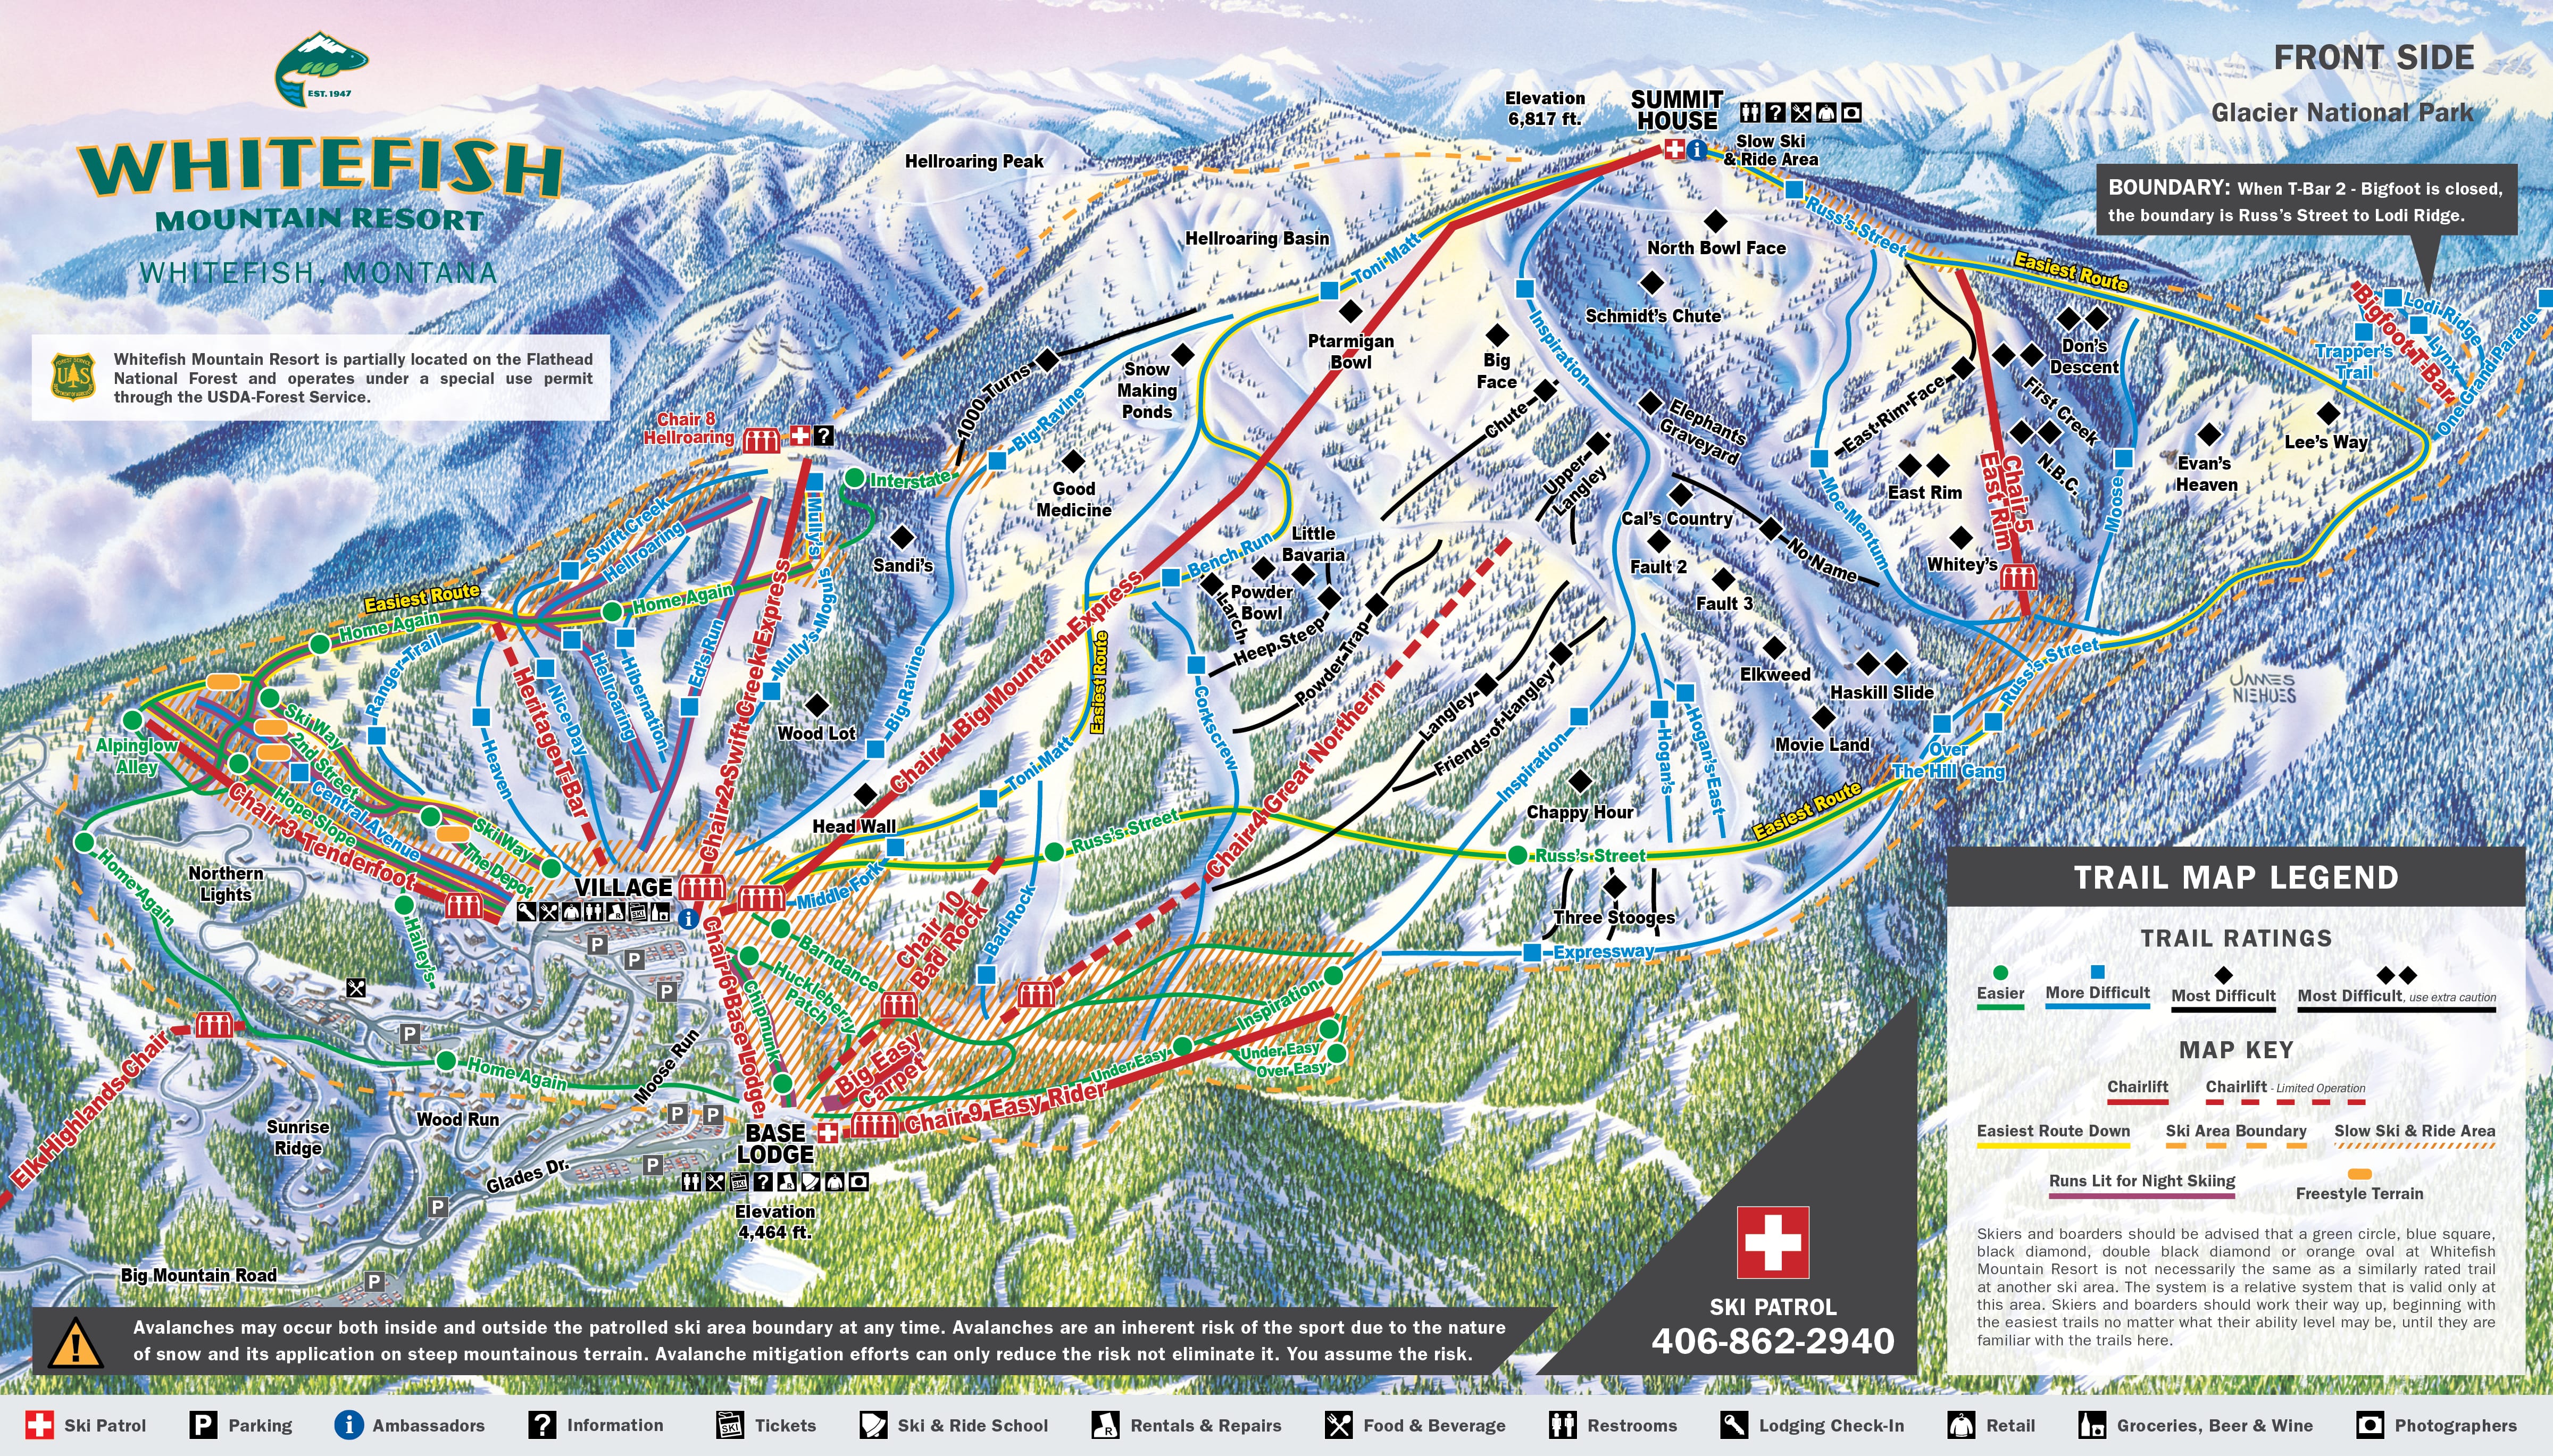 EST. 1947
WHITEFISH
MOUNTAIN RESORT
WHITEFISH, MONTANA
Whitefish Mountain Resort is partially located on the Flathead
National Forest and operates under a special use permit
through the USDA-Forest Service.
FOREST SERVICE
US
FRONT SIDE
Glacier National Park
BOUNDARY: When T-Bar 2 - Bigfoot is closed,
the boundary is Russ's Street to Lodi Ridge.
Elevation
6,817 ft.
SUMMIT
HOUSE
Slow Ski
& Ride Area
Hellroaring Peak
Hellroaring Basin
Russ's Street
North Bowl Face
Easiest Route
Toni Matt
Schmidt's Chute
Inspiration
Ptarmigan
Bowl
Big
Face
Don's
Descent
First Creek
N.B.C.
Lodi Ridge
Lynx
Bigfoot T-Bar
Trapper's
Trail
One Grand Parade
Lee's Way
Evan's
Heaven
Moose
Chair 5
East Rim
East Rim Face
East Rim
Whitey's
Moe-Mentum
Elephants
Graveyard
Cal's Country
No Name
Fault 2
Fault 3
Elkweed
Haskill Slide
Movie Land
Chute
Upper
Langley
Snow
Making
Ponds
1000 Turns
Big Ravine
Good
Medicine
Chair 8
Hellroaring
Interstate
Sandi's
Swift Creek
Hellroaring
Mully's
Home Again
Easiest Route
Home Again
Ranger Trail
Heritage T-Bar
Heaven
Nice Day
Hellroaring
Hibernation
Ed's Run
Chair 2 Swift Creek Express
Mully's Moguls
Wood Lot
Big Ravine
Chair 1 Big Mountain Express
Bench Run
Little
Bavaria
Powder
Bowl
Larch
Heep Steep
Powder Trap
Easiest Route
Corkscrew
Toni Matt
Langley
Friends of Langley
Chair 4 Great Northern
Inspiration
Hogan's
Hogan's East
Chappy Hour
Russ's Street
Over
The Hill Gang
Easiest Route
JAMES
NIEHUES
Head Wall
Middle Fork
Russ's Street
Russ's Street
Three Stooges
Expressway
Alpinglow
Alley
Ski Way
2nd Street
Central Avenue
Hope Slope
Chair 3 Tenderfoot
Ski Way
The Depot
VILLAGE
Northern
Lights
Home Again
Hailey's
Chair 10
Bad Rock
Bad Rock
Barndance
Huckleberry
Patch
Chipmunk
Chair 6 Base Lodge
Big Easy
Carpet
Inspiration
Under Easy
Under Easy
Over Easy
Chair 9 Easy Rider
Elk Highlands Chair
Home Again
Moose Run
Wood Run
Sunrise
Ridge
Glades Dr.
Big Mountain Road
BASE
LODGE
Elevation
4,464 ft.
P
P
P
P
P
P
P
P
P
TRAIL MAP LEGEND
TRAIL RATINGS
Easier
More Difficult
Most Difficult
Most Difficult, use extra caution
MAP KEY
Chairlift
Chairlift - Limited Operation
Easiest Route Down
Ski Area Boundary
Slow Ski & Ride Area
Runs Lit for Night Skiing
Freestyle Terrain
Skiers and boarders should be advised that a green circle, blue square,
black diamond, double black diamond or orange oval at Whitefish
Mountain Resort is not necessarily the same as a similarly rated trail
at another ski area. The system is a relative system that is valid only at
this area. Skiers and boarders should work their way up, beginning with
the easiest trails no matter what their ability level may be, until they are
familiar with the trails here.
SKI PATROL
406-862-2940
Avalanches may occur both inside and outside the patrolled ski area boundary at any time. Avalanches are an inherent risk of the sport due to the nature
of snow and its application on steep mountainous terrain. Avalanche mitigation efforts can only reduce the risk not eliminate it. You assume the risk.
Ski Patrol
P Parking
i Ambassadors
? Information
SKI Tickets
Ski & Ride School
R Rentals & Repairs
Food & Beverage
Restrooms
Lodging Check-In
Retail
Groceries, Beer & Wine
Photographers